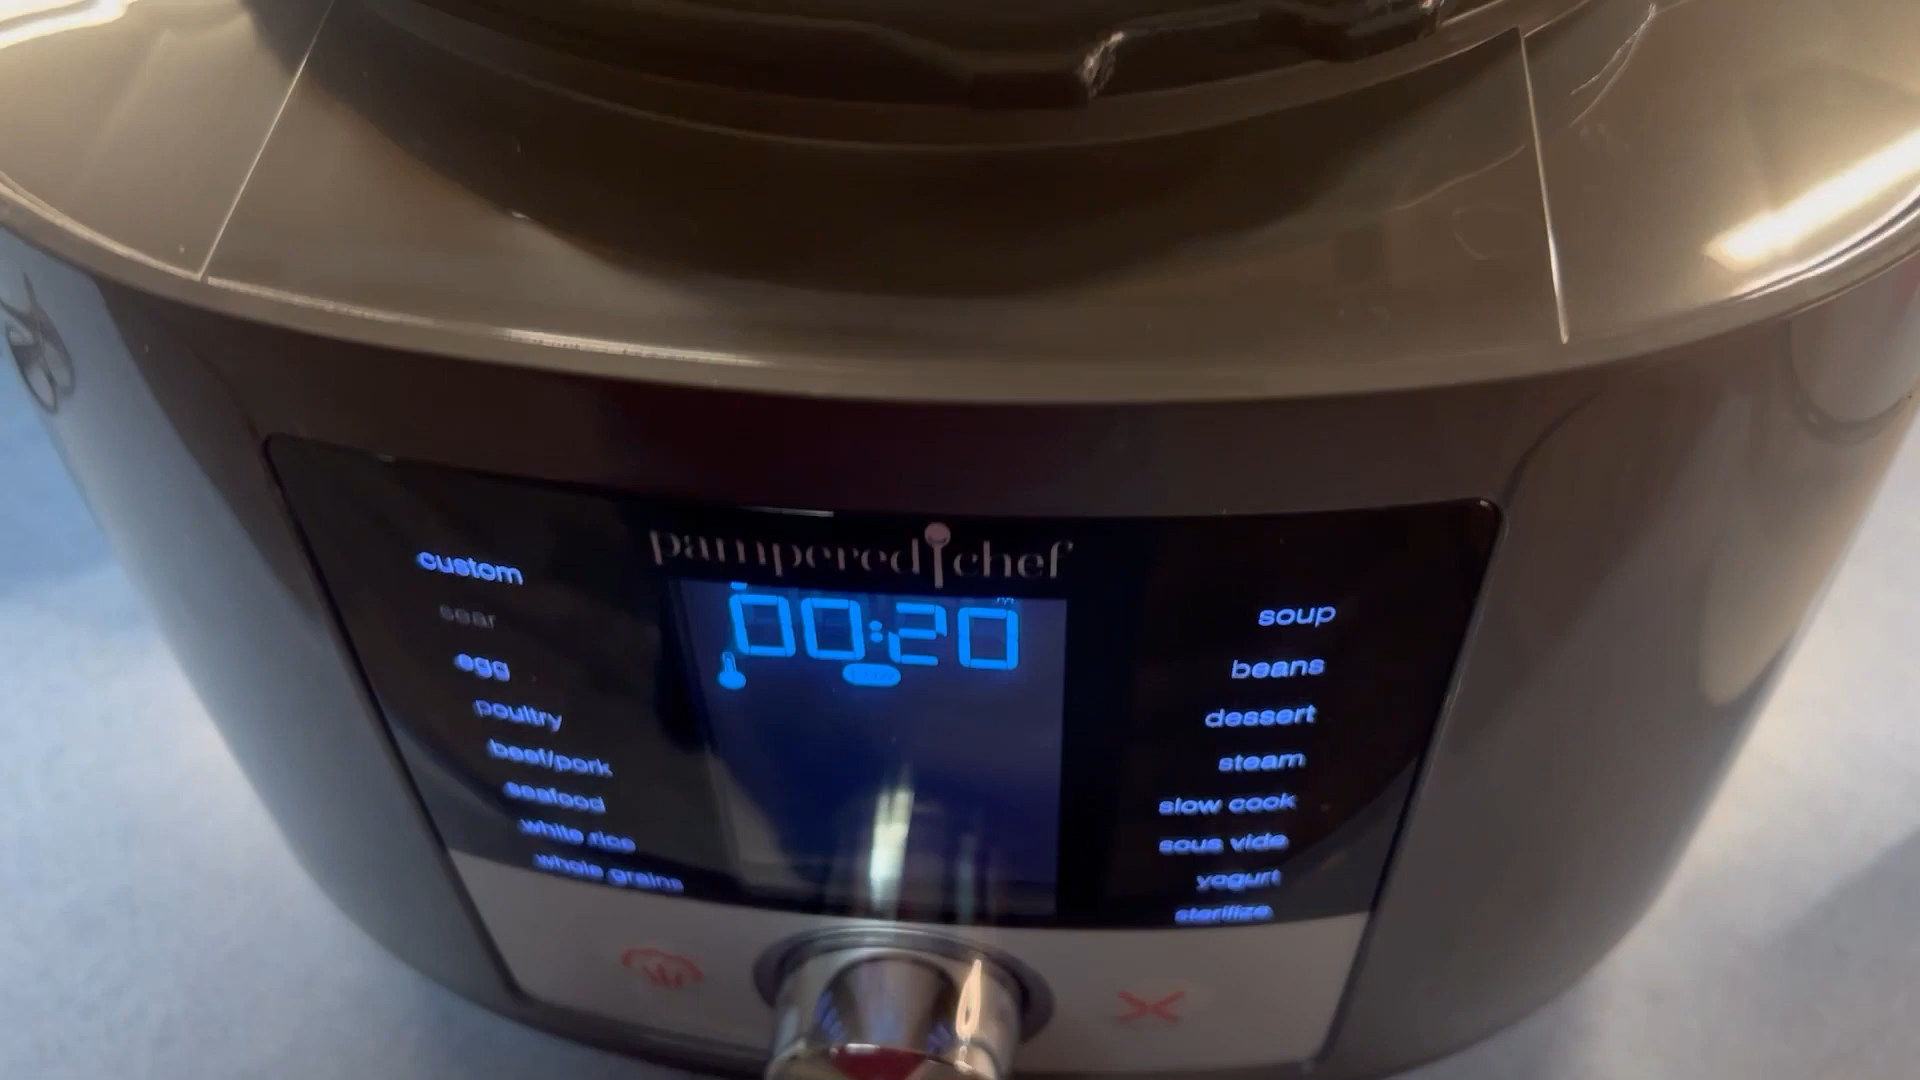 pampered chef
00:20
custom
sear
egg
poultry
beef/pork
seafood
white rice
whole grains
soup
beans
dessert
steam
slow cook
sous vide
yogurt
sterilize